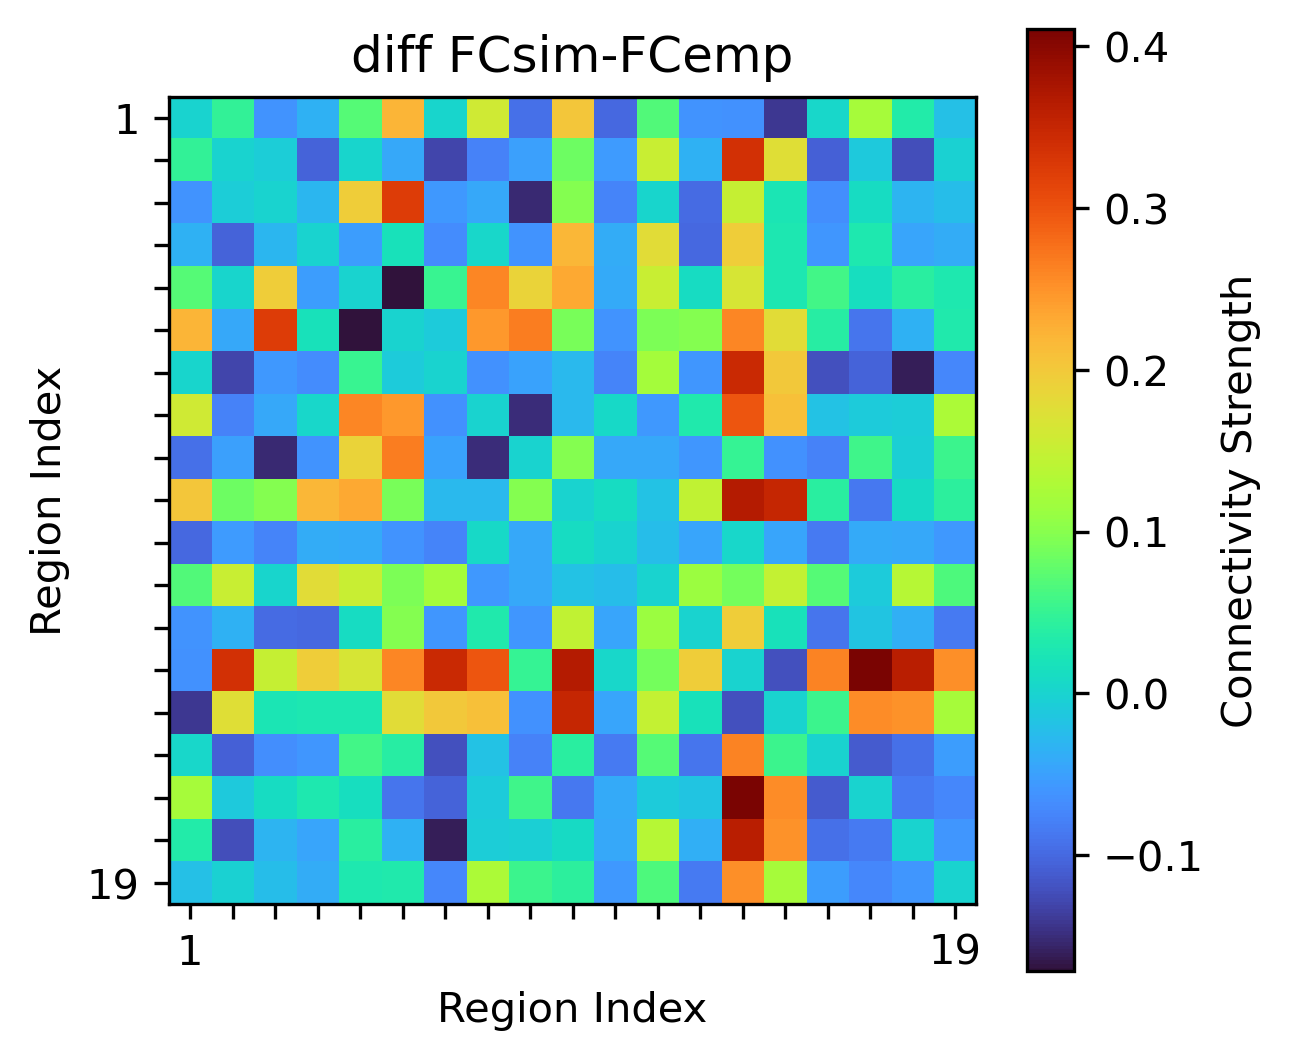 diff FCsim-FCemp
1
19
Region Index
1
19
Region Index
0.4
0.3
0.2
0.1
0.0
−0.1
Connectivity Strength